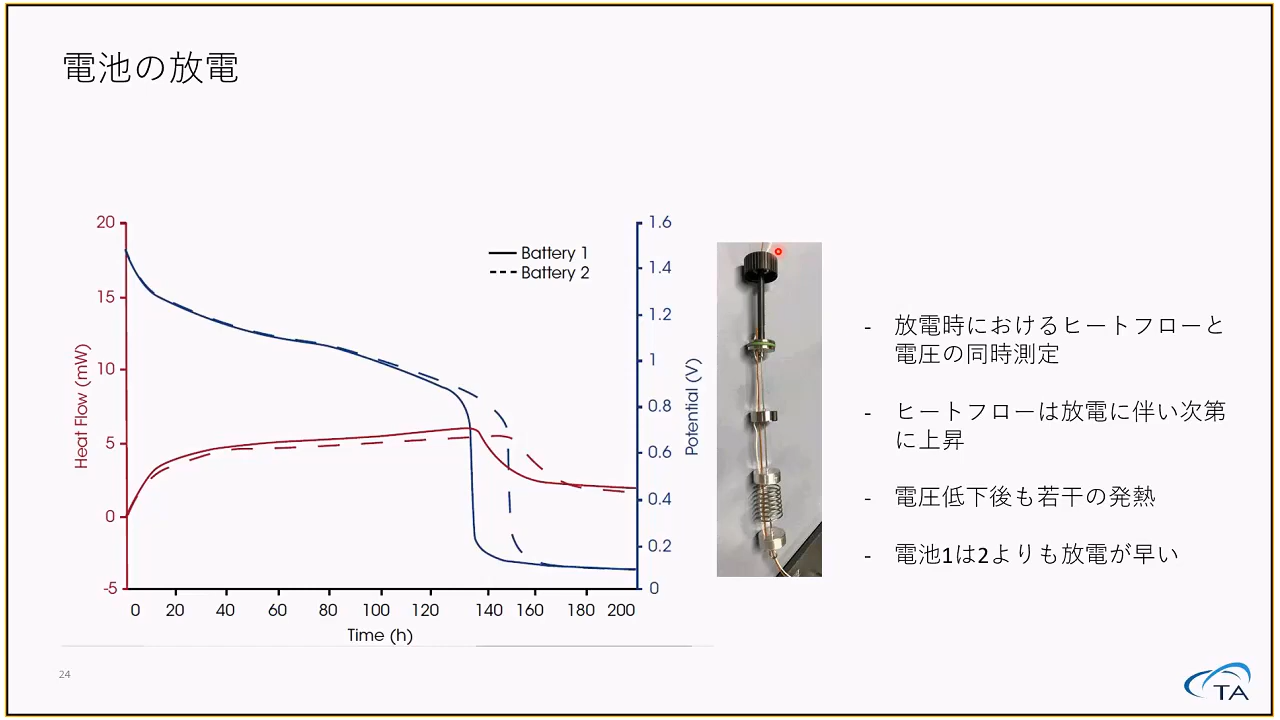 電池の放電
20
15
10
5
0
-5
Heat Flow (mW)
Battery 1
Battery 2
1.6
1.4
1.2
1
0.8
0.6
0.4
0.2
0
Potential (V)
0 20 40 60 80 100 120 140 160 180 200
Time (h)
- 放電時におけるヒートフローと
電圧の同時測定
- ヒートフローは放電に伴い次第
に上昇
- 電圧低下後も若干の発熱
- 電池1は2よりも放電が早い
24
TA